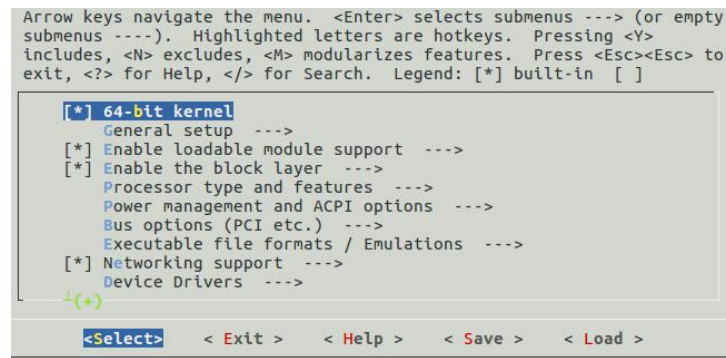 Arrow keys navigate the menu.  <Enter> selects submenus ---> (or empty
submenus ----).  Highlighted letters are hotkeys.  Pressing <Y>
includes, <N> excludes, <M> modularizes features.  Press <Esc><Esc> to
exit, <?> for Help, </> for Search.  Legend: [*] built-in  [ ]
[*] 64-bit kernel
General setup  --->
[*] Enable loadable module support  --->
[*] Enable the block layer  --->
Processor type and features  --->
Power management and ACPI options  --->
Bus options (PCI etc.)  --->
Executable file formats / Emulations  --->
[*] Networking support  --->
Device Drivers  --->
(+)
<Select>    < Exit >    < Help >    < Save >    < Load >